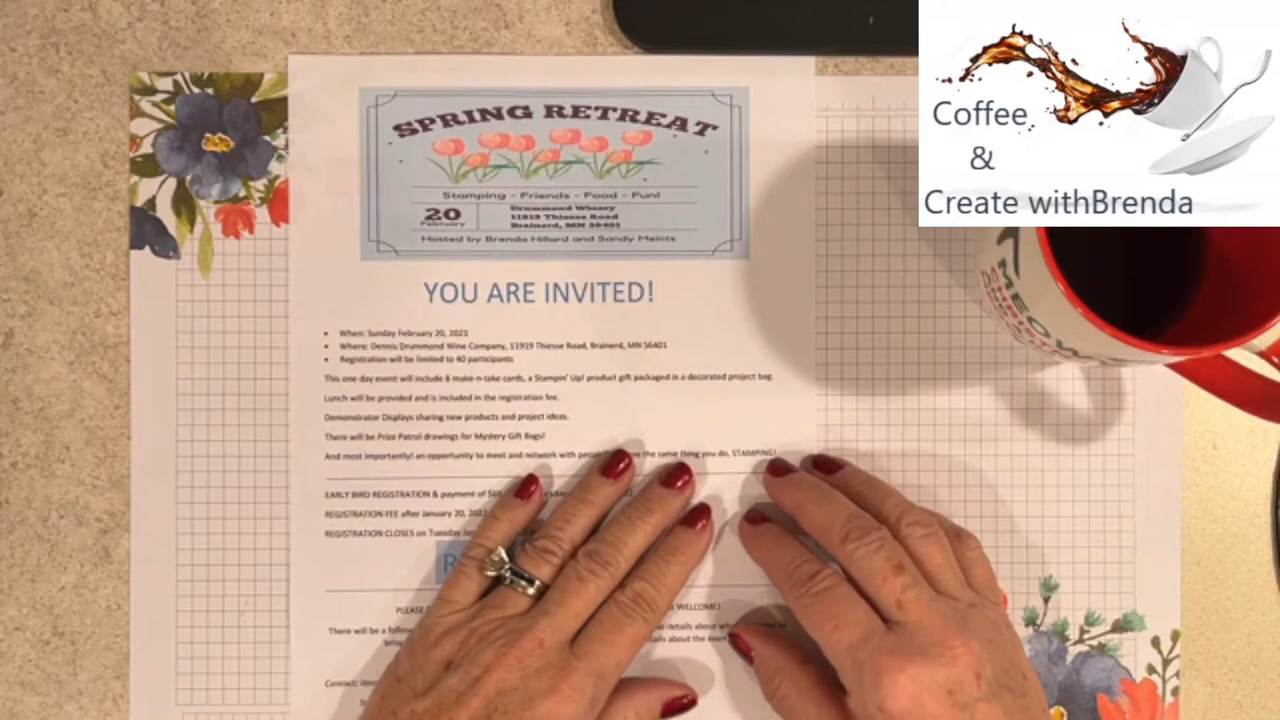 SPRING RETREAT
Stamping - Friends - Food - Fun!
20
February
Drummond Winery
11919 Thiesse Road
Brainerd, MN 56401
Hosted by Brenda Hillard and Sandy Meints
YOU ARE INVITED!
• When: Sunday February 20, 2021
• Where: Dennis Drummond Wine Company, 11919 Thiesse Road, Brainerd, MN 56401
• Registration will be limited to 40 participants
This one day event will include 8 make-n-take cards, a Stampin' Up! product gift packaged in a decorated project bag.
Lunch will be provided and is included in the registration fee.
Demonstrator Displays sharing new products and project ideas.
There will be Prize Patrol drawings for Mystery Gift Bags!
And most importantly! an opportunity to meet and network with the same thing you do, STAMPING!
EARLY BIRD REGISTRATION & payment of
REGISTRATION FEE after January 20,
REGISTRATION CLOSES on Tuesday
PLEASE WELCOME!
There will be a
Contact:
Coffee
&
Create withBrenda